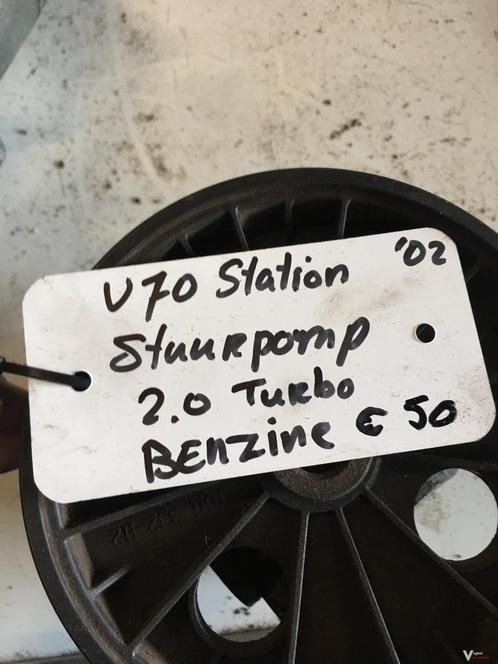 V70 Station '02
Stuurpomp
2.0 Turbo
Benzine € 50